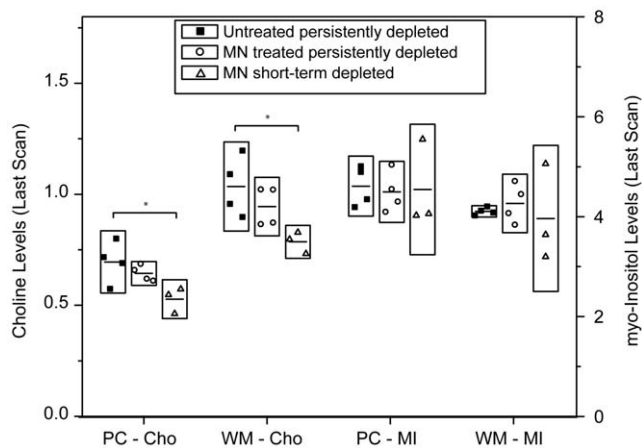 Untreated persistently depleted
MN treated persistently depleted
MN short-term depleted
Choline Levels (Last Scan)
1.5
1.0
0.5
0.0
*
*
8
6
4
2
0
myo-Inositol Levels (Last Scan)
PC - Cho
WM - Cho
PC - MI
WM - MI